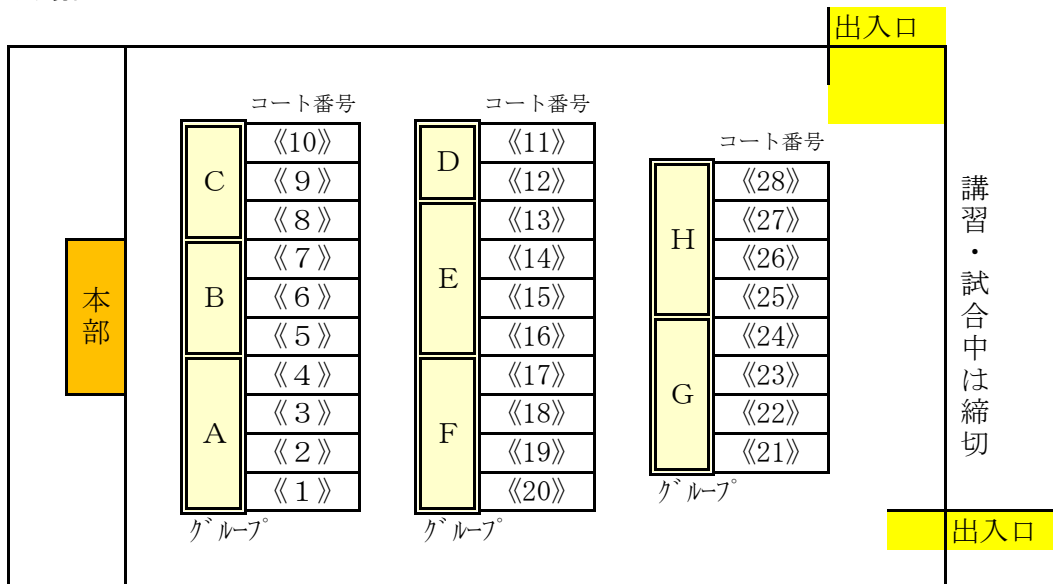 出入口
コート番号
コート番号
コート番号
C
《10》
《９》
《８》
B
《７》
《６》
《５》
A
《４》
《３》
《２》
《１》
グループ
D
《11》
《12》
E
《13》
《14》
《15》
《16》
F
《17》
《18》
《19》
《20》
グループ
H
《28》
《27》
《26》
《25》
G
《24》
《23》
《22》
《21》
グループ
本部
講習・試合中は締切
出入口